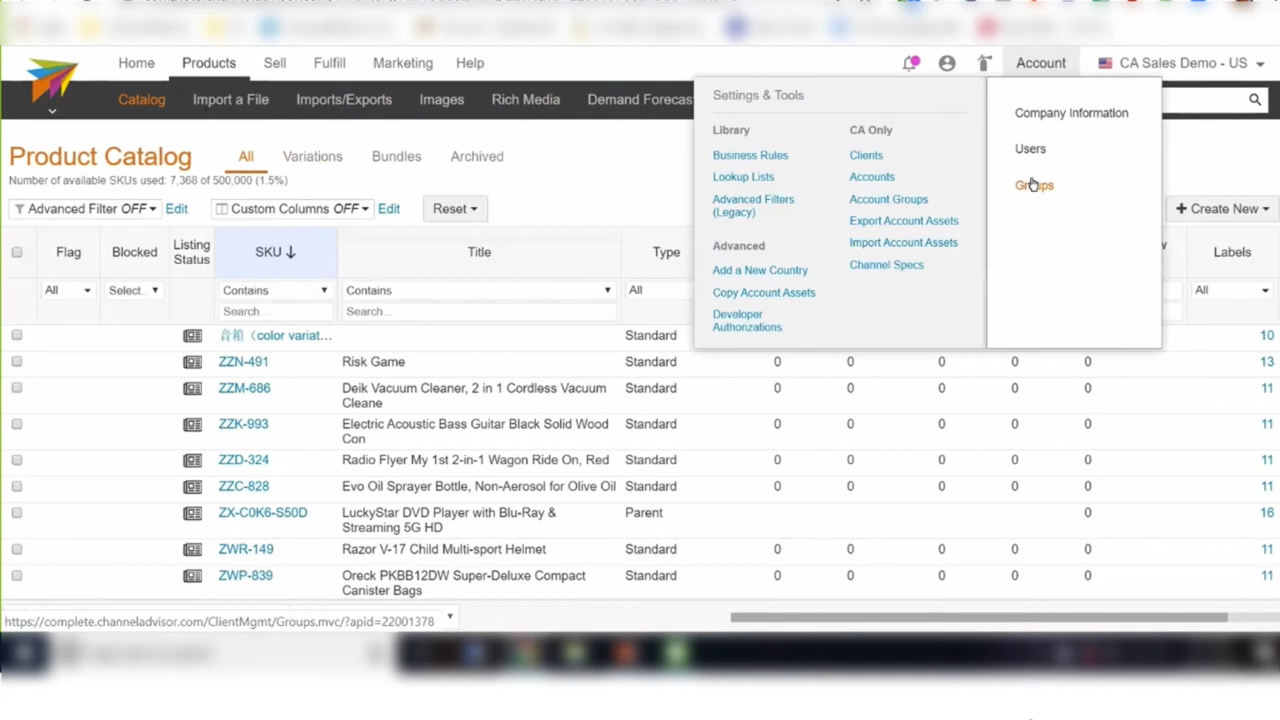 Home Products Sell Fulfill Marketing Help Account CA Sales Demo - US
Catalog Import a File Imports/Exports Images Rich Media Demand Forecas
Settings & Tools
Library
Business Rules
Lookup Lists
Advanced Filters
(Legacy)
Advanced
Add a New Country
Copy Account Assets
Developer
Authorizations
CA Only
Clients
Accounts
Account Groups
Export Account Assets
Import Account Assets
Channel Specs
Company Information
Users
Groups
Product Catalog All Variations Bundles Archived
Number of available SKUs used: 7,368 of 500,000 (1.5%)
Advanced Filter OFF Edit Custom Columns OFF Edit Reset + Create New
Flag Blocked Listing Status SKU Title Type Labels
All Select.. Contains Contains All All
Search... Search...
音箱（color variat... Standard 10
ZZN-491 Risk Game Standard 0 0 0 0 0 13
ZZM-686 Deik Vacuum Cleaner, 2 in 1 Cordless Vacuum Standard 0 0 0 0 0 11
Cleane
ZZK-993 Electric Acoustic Bass Guitar Black Solid Wood Standard 0 0 0 0 0 11
Con
ZZD-324 Radio Flyer My 1st 2-in-1 Wagon Ride On, Red Standard 0 0 0 0 0 11
ZZC-828 Evo Oil Sprayer Bottle, Non-Aerosol for Olive Oil Standard 0 0 0 0 0 11
ZX-C0K6-S50D LuckyStar DVD Player with Blu-Ray & Parent 0 16
Streaming 5G HD
ZWR-149 Razor V-17 Child Multi-sport Helmet Standard 0 0 0 0 0 11
ZWP-839 Oreck PKBB12DW Super-Deluxe Compact Standard 0 0 0 0 0 11
Canister Bags
https://complete.channeladvisor.com/ClientMgmt/Groups.mvc/?apid=22001378